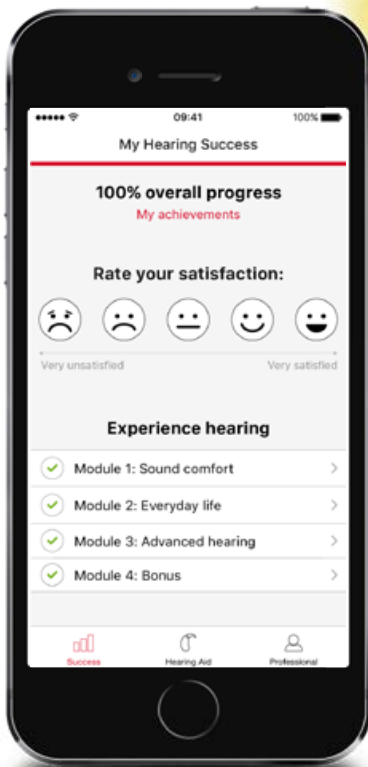 09:41
100%
My Hearing Success
100% overall progress
My achievements
Rate your satisfaction:
Very unsatisfied
Very satisfied
Experience hearing
Module 1: Sound comfort
Module 2: Everyday life
Module 3: Advanced hearing
Module 4: Bonus
Success
Hearing Aid
Professional